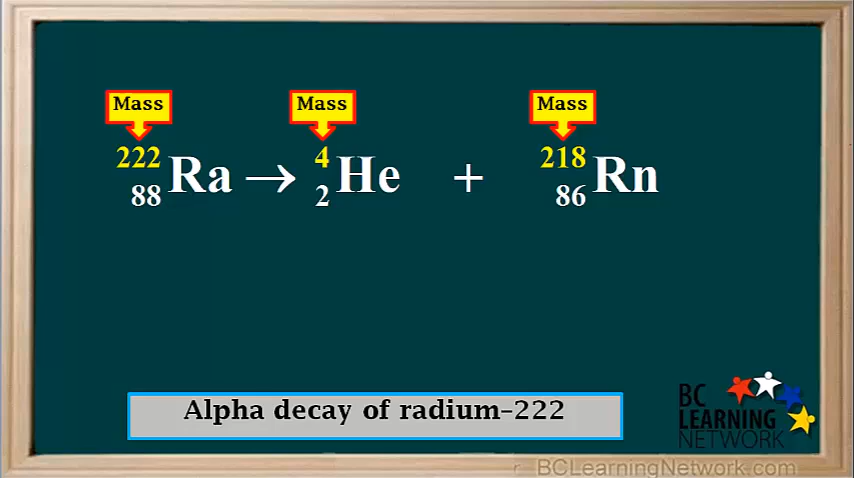 Mass Mass Mass
222 4 218
88 Ra → 2 He + 86 Rn
Alpha decay of radium-222
BC
LEARNING
NETWORK
BCLearningNetwork.com